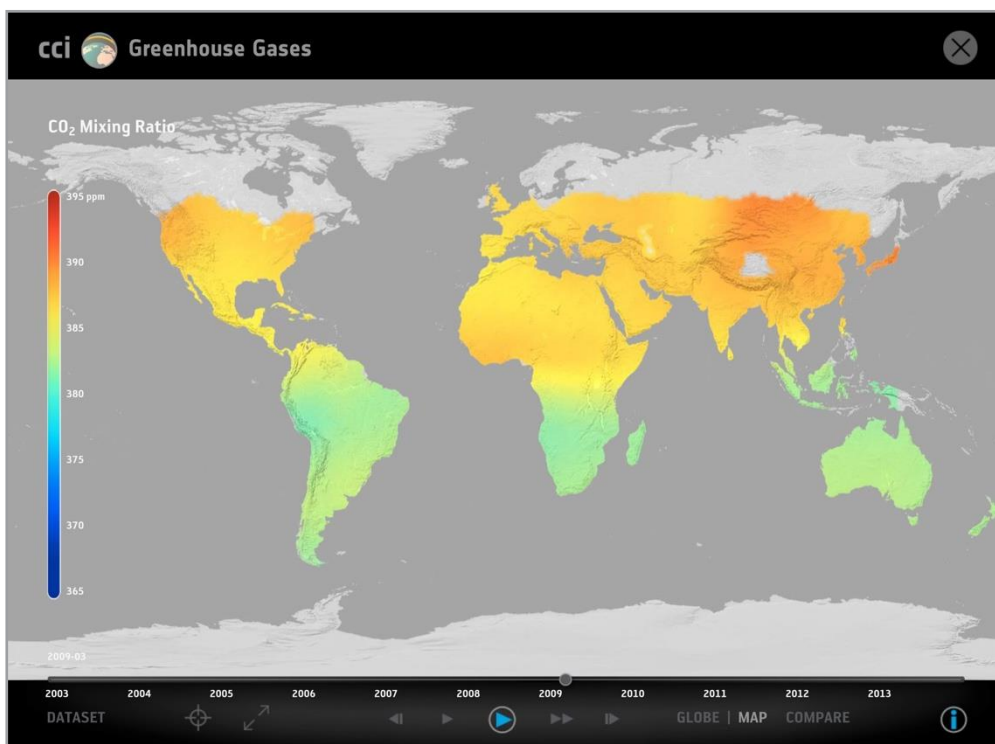 cci Greenhouse Gases
CO₂ Mixing Ratio
395 ppm
390
385
380
375
370
365
2009-03
2003 2004 2005 2006 2007 2008 2009 2010 2011 2012 2013
DATASET GLOBE | MAP COMPARE